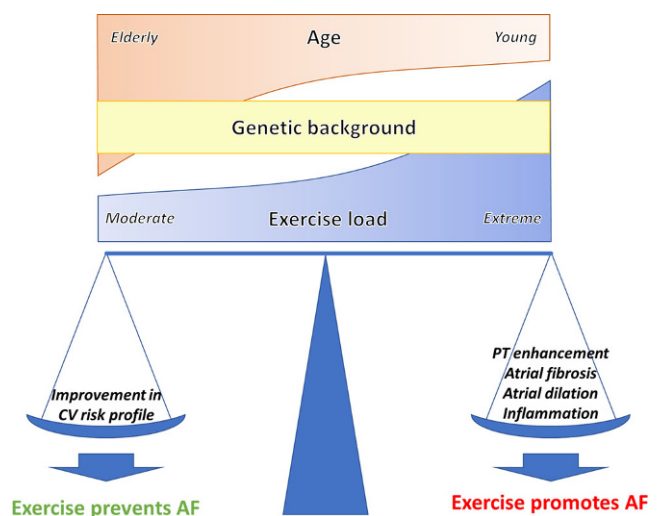 Elderly Age Young
Genetic background
Moderate Exercise load Extreme
Improvement in
CV risk profile
PT enhancement
Atrial fibrosis
Atrial dilation
Inflammation
Exercise prevents AF
Exercise promotes AF